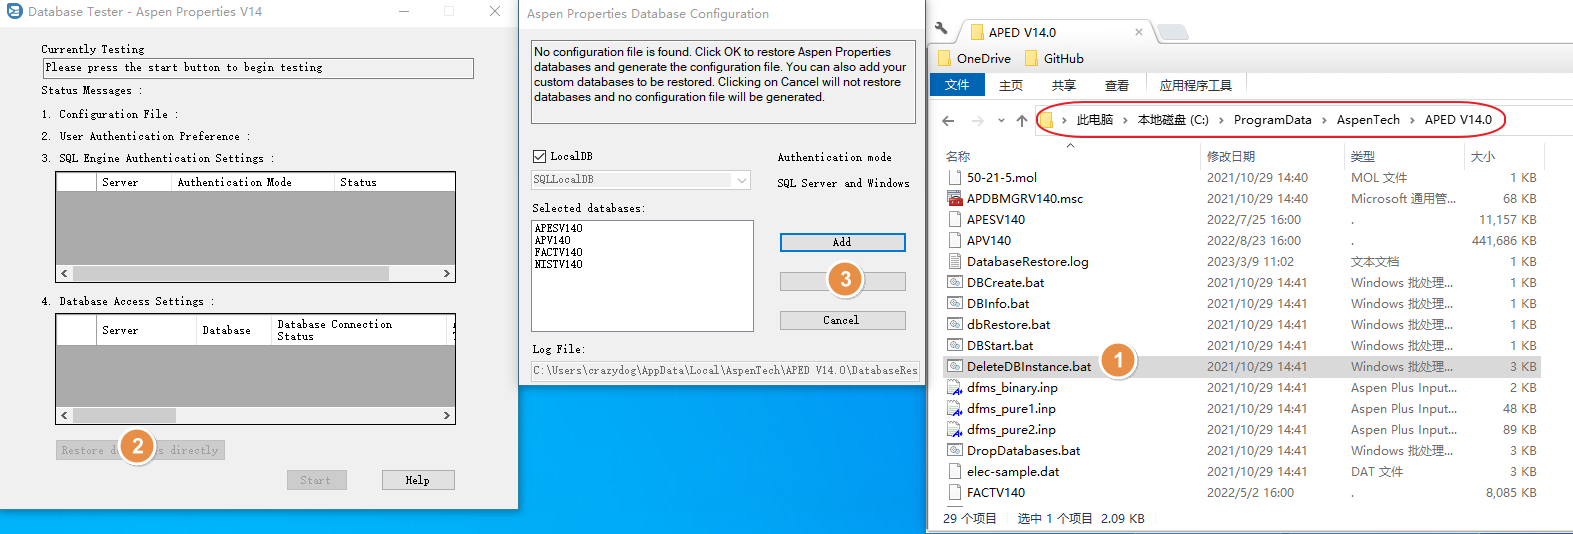 Database Tester - Aspen Properties V14
Currently Testing
Please press the start button to begin testing
Status Messages :
1. Configuration File :
2. User Authentication Preference :
3. SQL Engine Authentication Settings :
Server Authentication Mode Status
4. Database Access Settings :
Server Database Database Connection Status
2
Start
Help
Aspen Properties Database Configuration
No configuration file is found. Click OK to restore Aspen Properties
databases and generate the configuration file. You can also add your
custom databases to be restored. Clicking on Cancel will not restore
databases and no configuration file will be generated.
LocalDB
SQLLocalDB
Authentication mode
SQL Server and Windows
Selected databases:
APESV140
APV140
FACTV140
NISTV140
Add
3
Cancel
Log File:
C:\Users\crazydog\AppData\Local\AspenTech\APED V14.0\DatabaseRes
APED V14.0
OneDrive GitHub
文件 主页 共享 查看 应用程序工具
此电脑 › 本地磁盘 (C:) › ProgramData › AspenTech › APED V14.0
名称 修改日期 类型 大小
50-21-5.mol 2021/10/29 14:40 MOL 文件 1 KB
APDBMGRV140.msc 2021/10/29 14:40 Microsoft 通用管... 68 KB
APESV140 2022/7/25 16:00 . 11,157 KB
APV140 2022/8/23 16:00 . 441,686 KB
DatabaseRestore.log 2023/3/9 11:02 文本文档 1 KB
DBCreate.bat 2021/10/29 14:41 Windows 批处理... 1 KB
DBInfo.bat 2021/10/29 14:41 Windows 批处理... 1 KB
dbRestore.bat 2021/10/29 14:41 Windows 批处理... 1 KB
DBStart.bat 2021/10/29 14:41 Windows 批处理... 1 KB
DeleteDBInstance.bat 1 2021/10/29 14:41 Windows 批处理... 3 KB
dfms_binary.inp 2021/10/29 14:41 Aspen Plus Input... 2 KB
dfms_pure1.inp 2021/10/29 14:41 Aspen Plus Input... 48 KB
dfms_pure2.inp 2021/10/29 14:41 Aspen Plus Input... 89 KB
DropDatabases.bat 2021/10/29 14:41 Windows 批处理... 3 KB
elec-sample.dat 2021/10/29 14:41 DAT 文件 3 KB
FACTV140 2022/5/2 16:00 . 8,085 KB
29 个项目 选中 1 个项目 2.09 KB